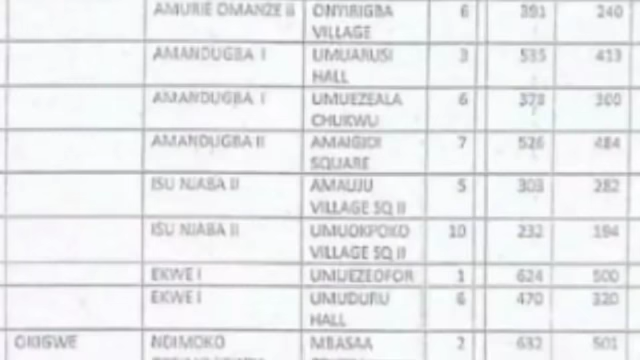 AMURIE OMANZE II ONYIRIGBA 6 391 240
VILLAGE
AMANDUGBA I UMUARUSI 3 535 413
HALL
AMANDUGBA I UMUEZEALA 6 378 300
CHUKWU
AMANDUGBA II 7 526 484
SQUARE
ISU NJABA II AMAUJU 5 303 282
VILLAGE SQ II
ISU NJABA II UMUOKPOKO 10 232 194
VILLAGE SQ II
EKWE I UMUEZEOFOR 1 624 500
EKWE I UMUDURU 6 470 320
HALL
OKIGWE NDIMOKO MBASAA 2 632 501